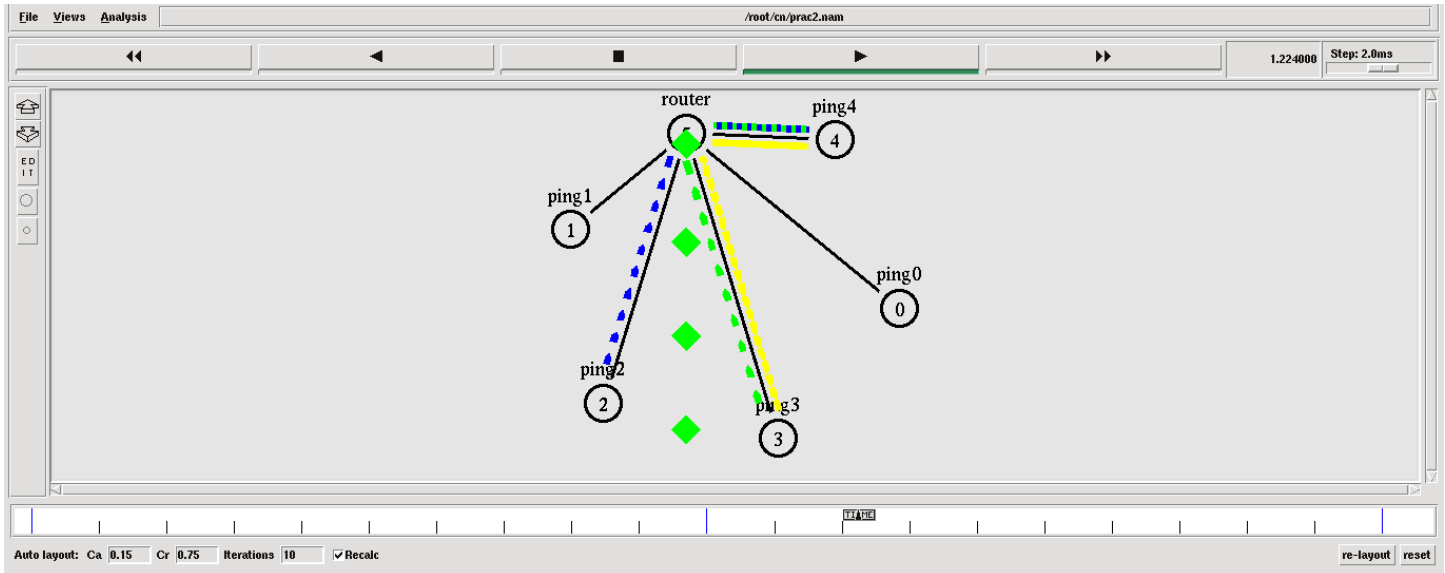 File Views Analysis /root/cn/prac2.nam
1.224000 Step: 2.0ms
router
ping4
4
ED
IT
ping1
1
ping0
0
ping2
2
ping3
3
TIME
Auto layout: Ca 0.15 Cr 0.75 Iterations 10 Recalc re-layout reset